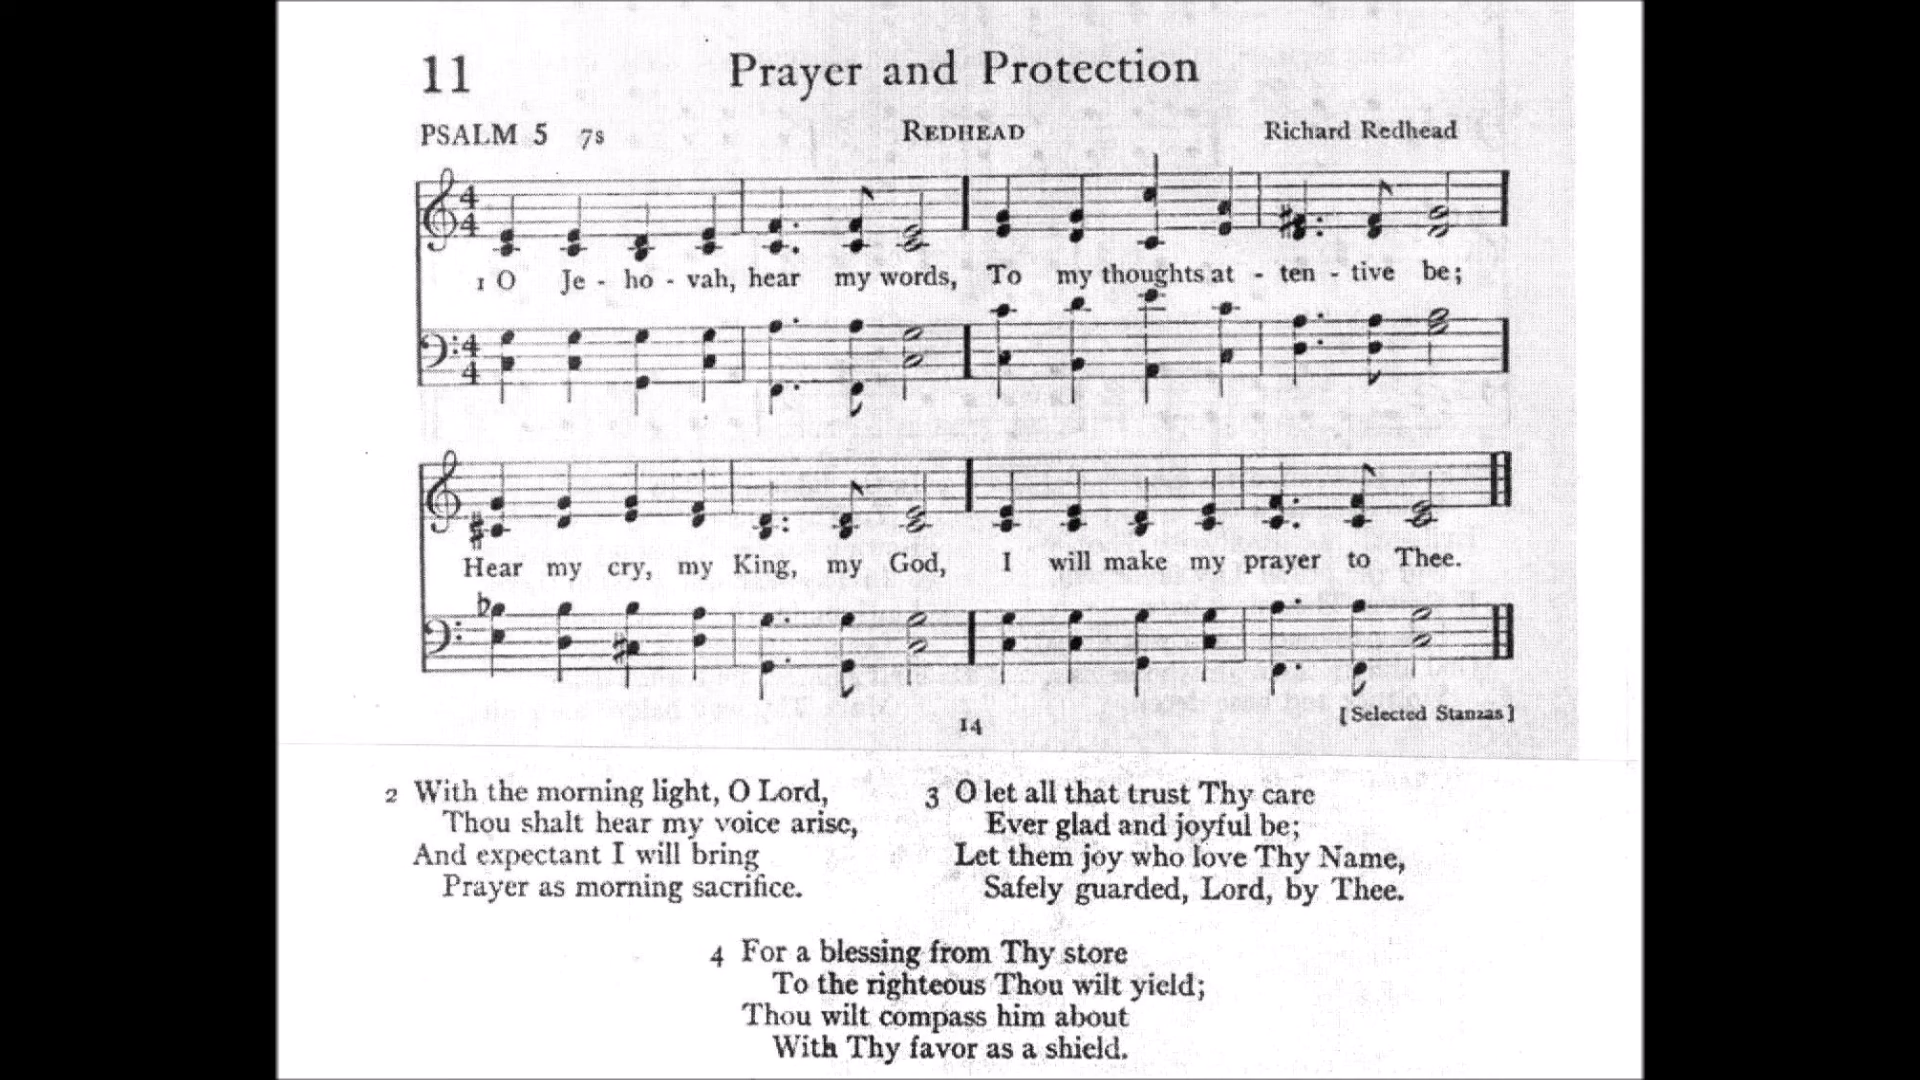 11 Prayer and Protection
PSALM 5 7s REDHEAD Richard Redhead
1 O Je - ho - vah, hear my words, To my thoughts at - ten - tive be;
Hear my cry, my King, my God, I will make my prayer to Thee.
14 [Selected Stanzas]
2 With the morning light, O Lord,
Thou shalt hear my voice arise,
And expectant I will bring
Prayer as morning sacrifice.
3 O let all that trust Thy care
Ever glad and joyful be;
Let them joy who love Thy Name,
Safely guarded, Lord, by Thee.
4 For a blessing from Thy store
To the righteous Thou wilt yield;
Thou wilt compass him about
With Thy favor as a shield.